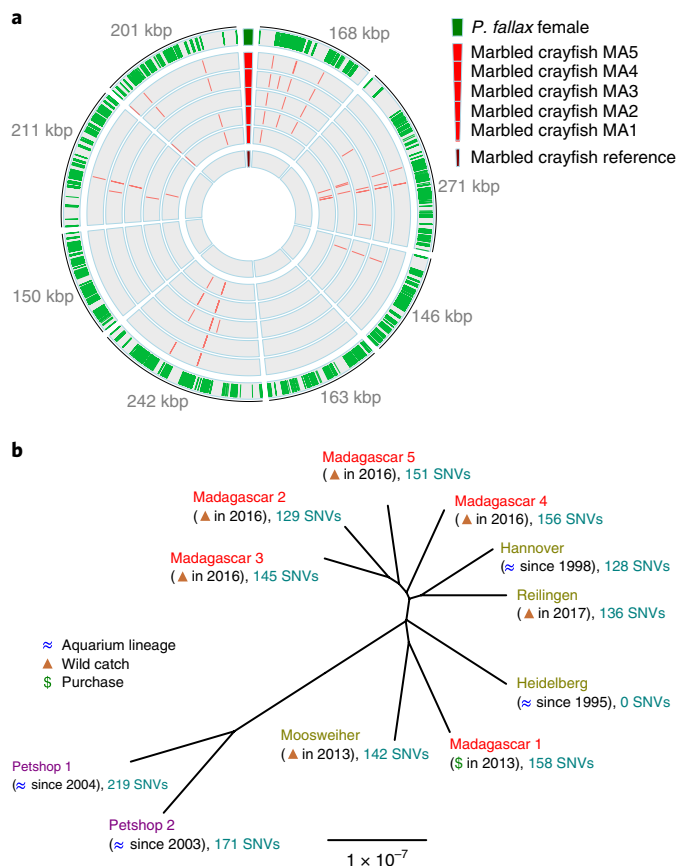 a
201 kbp
168 kbp
211 kbp
271 kbp
150 kbp
146 kbp
242 kbp
163 kbp
P. fallax female
Marbled crayfish MA5
Marbled crayfish MA4
Marbled crayfish MA3
Marbled crayfish MA2
Marbled crayfish MA1
Marbled crayfish reference
b
Madagascar 5
(▲ in 2016), 151 SNVs
Madagascar 2
(▲ in 2016), 129 SNVs
Madagascar 4
(▲ in 2016), 156 SNVs
Madagascar 3
(▲ in 2016), 145 SNVs
Hannover
(≈ since 1998), 128 SNVs
Reilingen
(▲ in 2017), 136 SNVs
≈ Aquarium lineage
▲ Wild catch
$ Purchase
Heidelberg
(≈ since 1995), 0 SNVs
Moosweiher
(▲ in 2013), 142 SNVs
Madagascar 1
($ in 2013), 158 SNVs
Petshop 1
(≈ since 2004), 219 SNVs
Petshop 2
(≈ since 2003), 171 SNVs
1 × 10⁻⁷